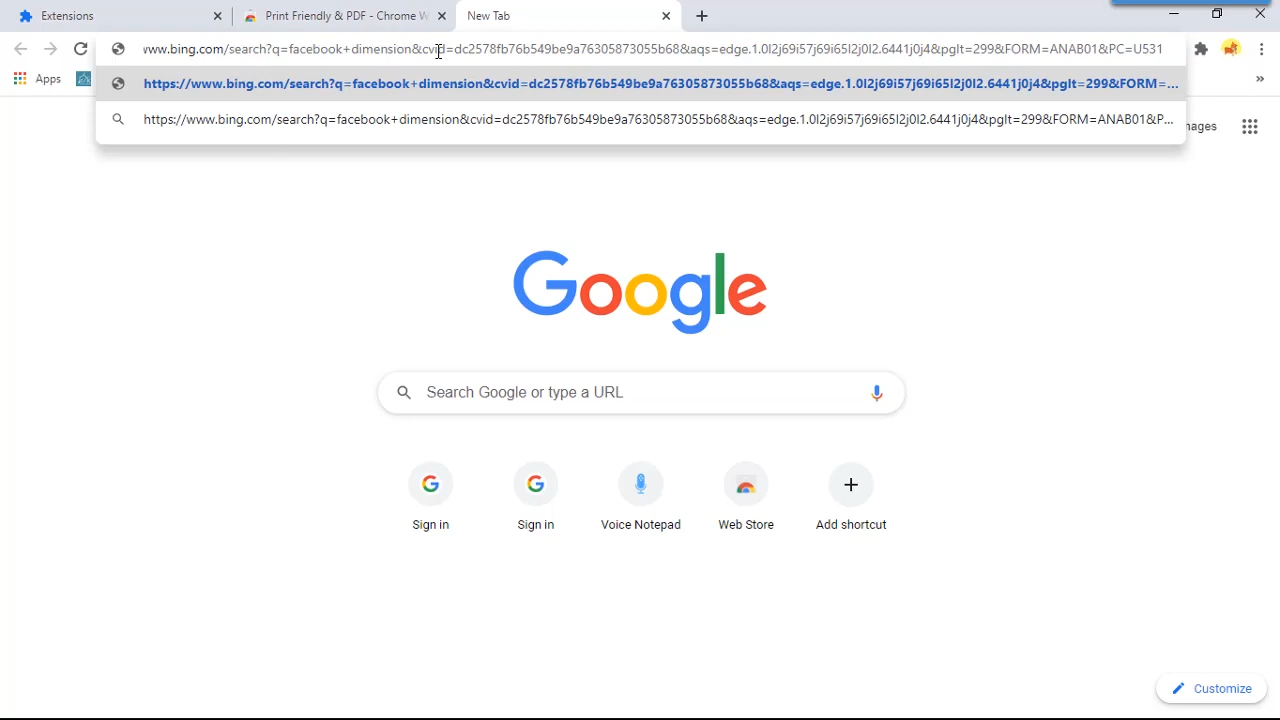 Extensions
Print Friendly & PDF - Chrome W
New Tab
www.bing.com/search?q=facebook+dimension&cvid=dc2578fb76b549be9a76305873055b68&aqs=edge.1.0l2j69i57j69i65l2j0l2.6441j0j4&pglt=299&FORM=ANAB01&PC=U531
Apps
https://www.bing.com/search?q=facebook+dimension&cvid=dc2578fb76b549be9a76305873055b68&aqs=edge.1.0l2j69i57j69i65l2j0l2.6441j0j4&pglt=299&FORM=...
https://www.bing.com/search?q=facebook+dimension&cvid=dc2578fb76b549be9a76305873055b68&aqs=edge.1.0l2j69i57j69i65l2j0l2.6441j0j4&pglt=299&FORM=ANAB01&P...
nages
Google
Search Google or type a URL
Sign in
Sign in
Voice Notepad
Web Store
Add shortcut
Customize